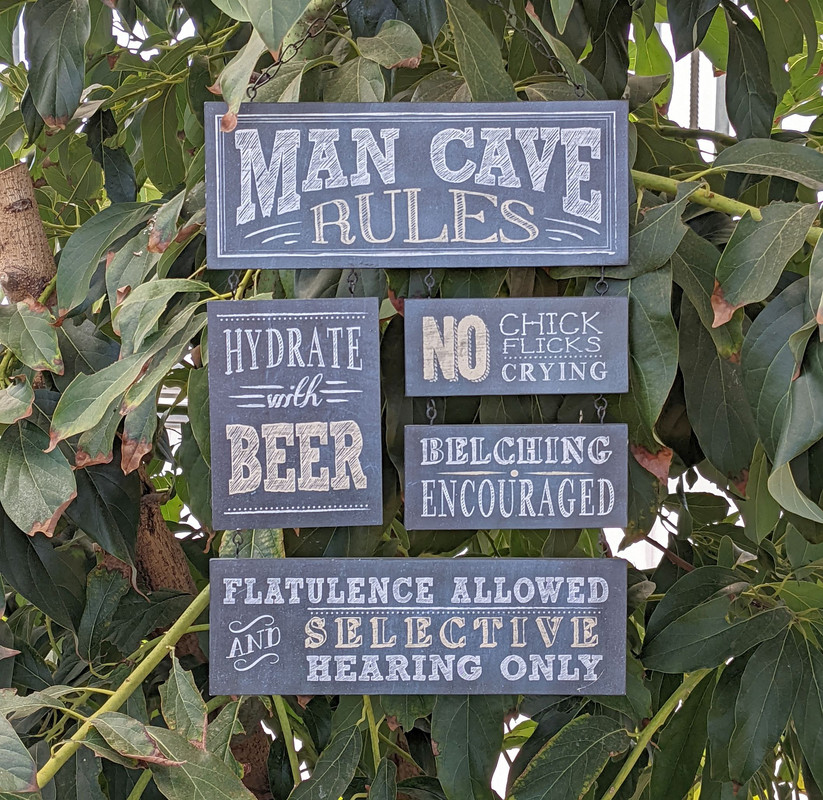 MAN CAVE
RULES
HYDRATE
with
BEER
NO CHICK
FLICKS
CRYING
BELCHING
ENCOURAGED
FLATULENCE ALLOWED
AND SELECTIVE
HEARING ONLY